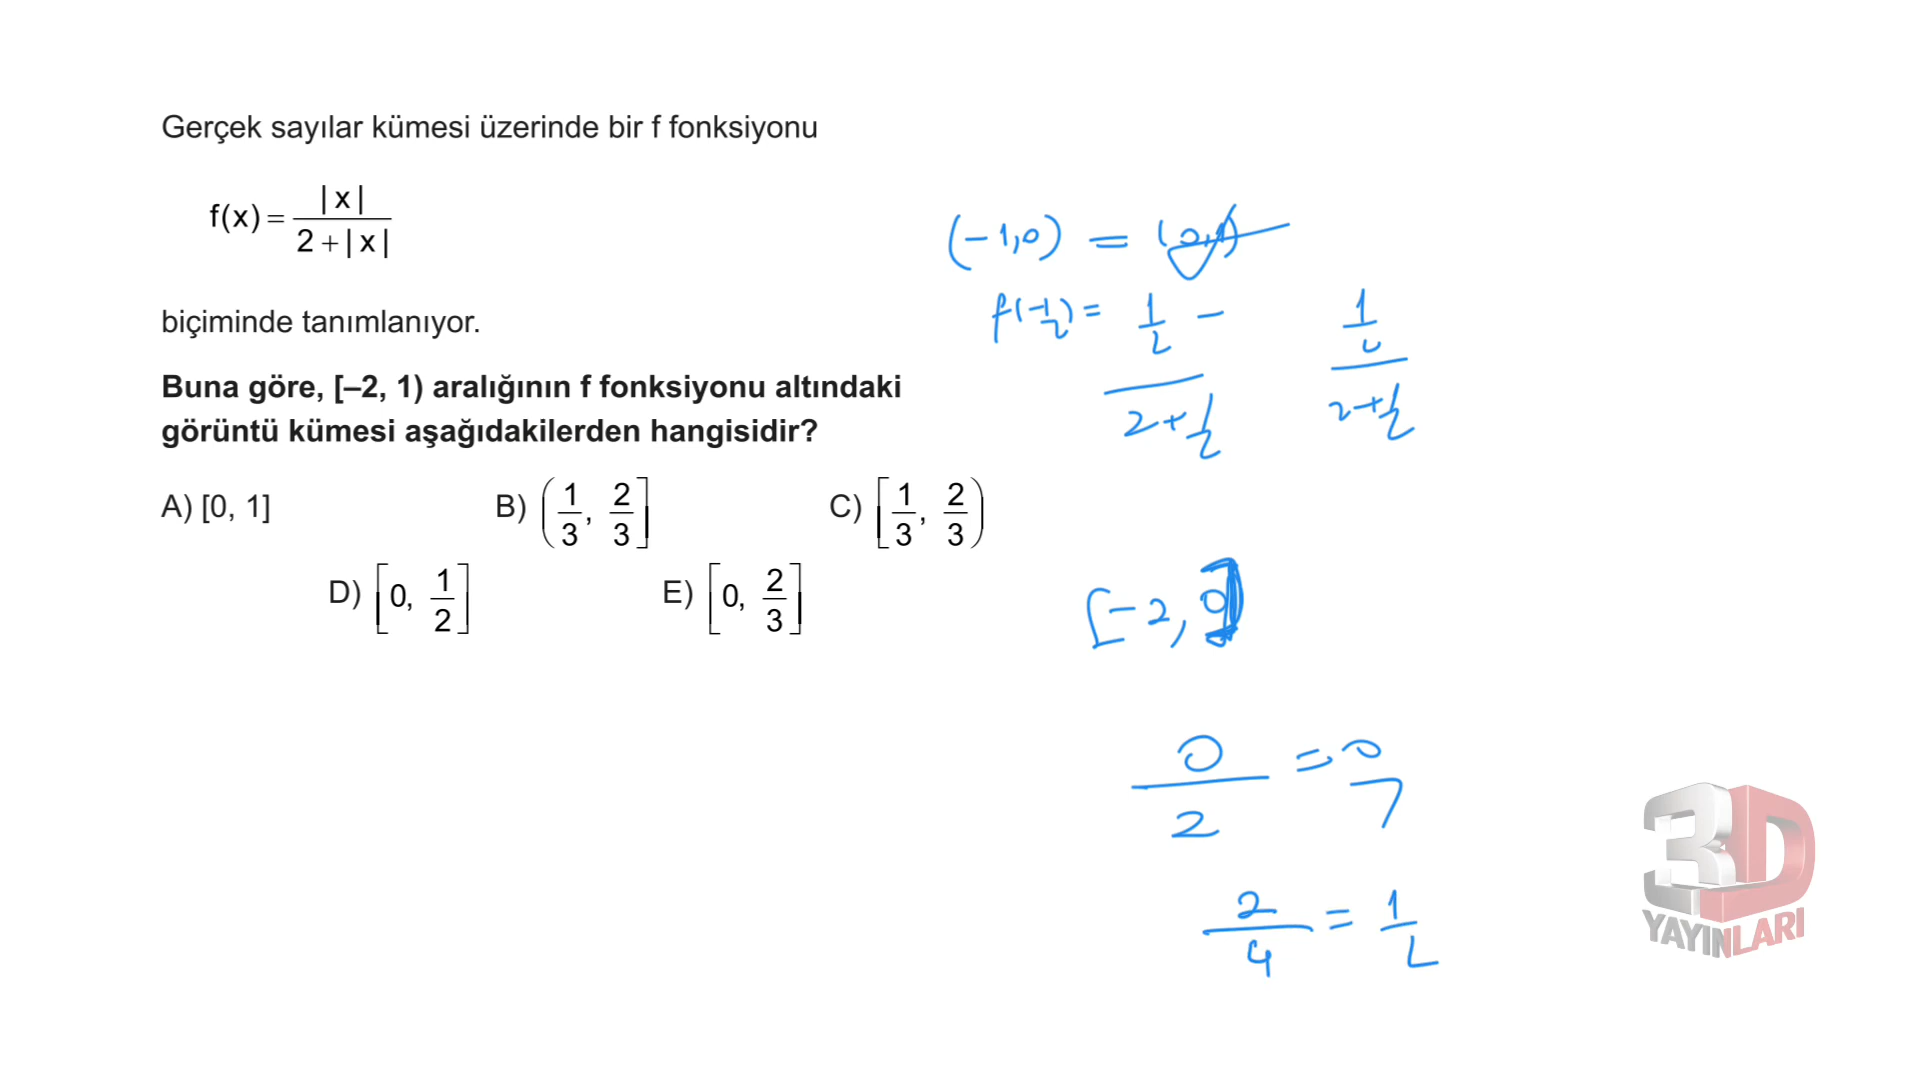 Gerçek sayılar kümesi üzerinde bir f fonksiyonu
f(x) = |x| / (2 + |x|)
biçiminde tanımlanıyor.
Buna göre, [–2, 1) aralığının f fonksiyonu altındaki
görüntü kümesi aşağıdakilerden hangisidir?
A) [0, 1] B) (1/3, 2/3] C) [1/3, 2/3)
D) [0, 1/2] E) [0, 2/3]
(-1,0) = (0,1)
f(-1/2) =
1/2 -
2+1/2
2+1/2
[-2, 0]
0/2 = 0
2/4 = 1/2
3D
YAYINLARI